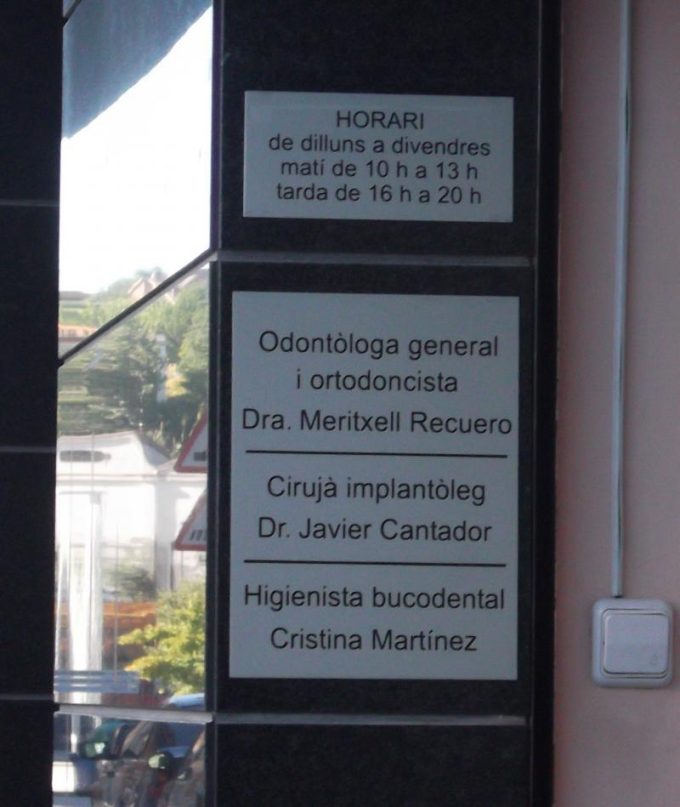 HORARI
de dilluns a divendres
matí de 10 h a 13 h
tarda de 16 h a 20 h
Odontòloga general
i ortodoncista
Dra. Meritxell Recuero
Cirujà implantòleg
Dr. Javier Cantador
Higienista bucodental
Cristina Martínez